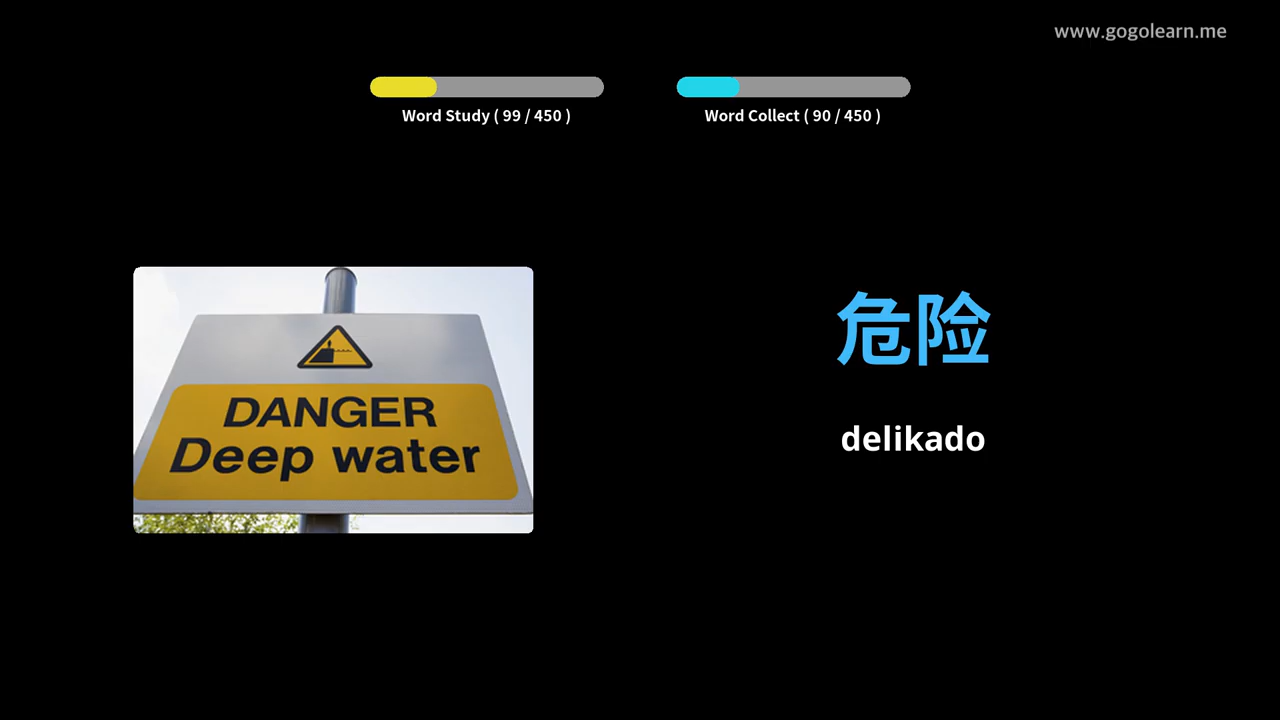 www.gogolearn.me
Word Study ( 99 / 450 )
Word Collect ( 90 / 450 )
DANGER
Deep water
危险
delikado